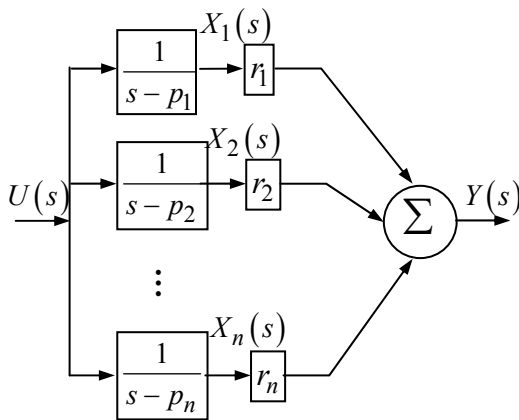 X₁(s)
1
s − p₁
r₁
X₂(s)
1
s − p₂
r₂
U(s)
Σ
Y(s)
⋮
Xₙ(s)
1
s − pₙ
rₙ